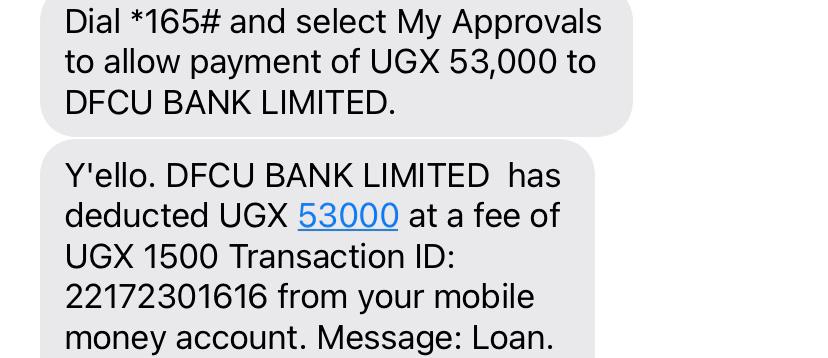 Dial *165# and select My Approvals
to allow payment of UGX 53,000 to
DFCU BANK LIMITED.
Y'ello. DFCU BANK LIMITED  has
deducted UGX 53000 at a fee of
UGX 1500 Transaction ID:
22172301616 from your mobile
money account. Message: Loan.